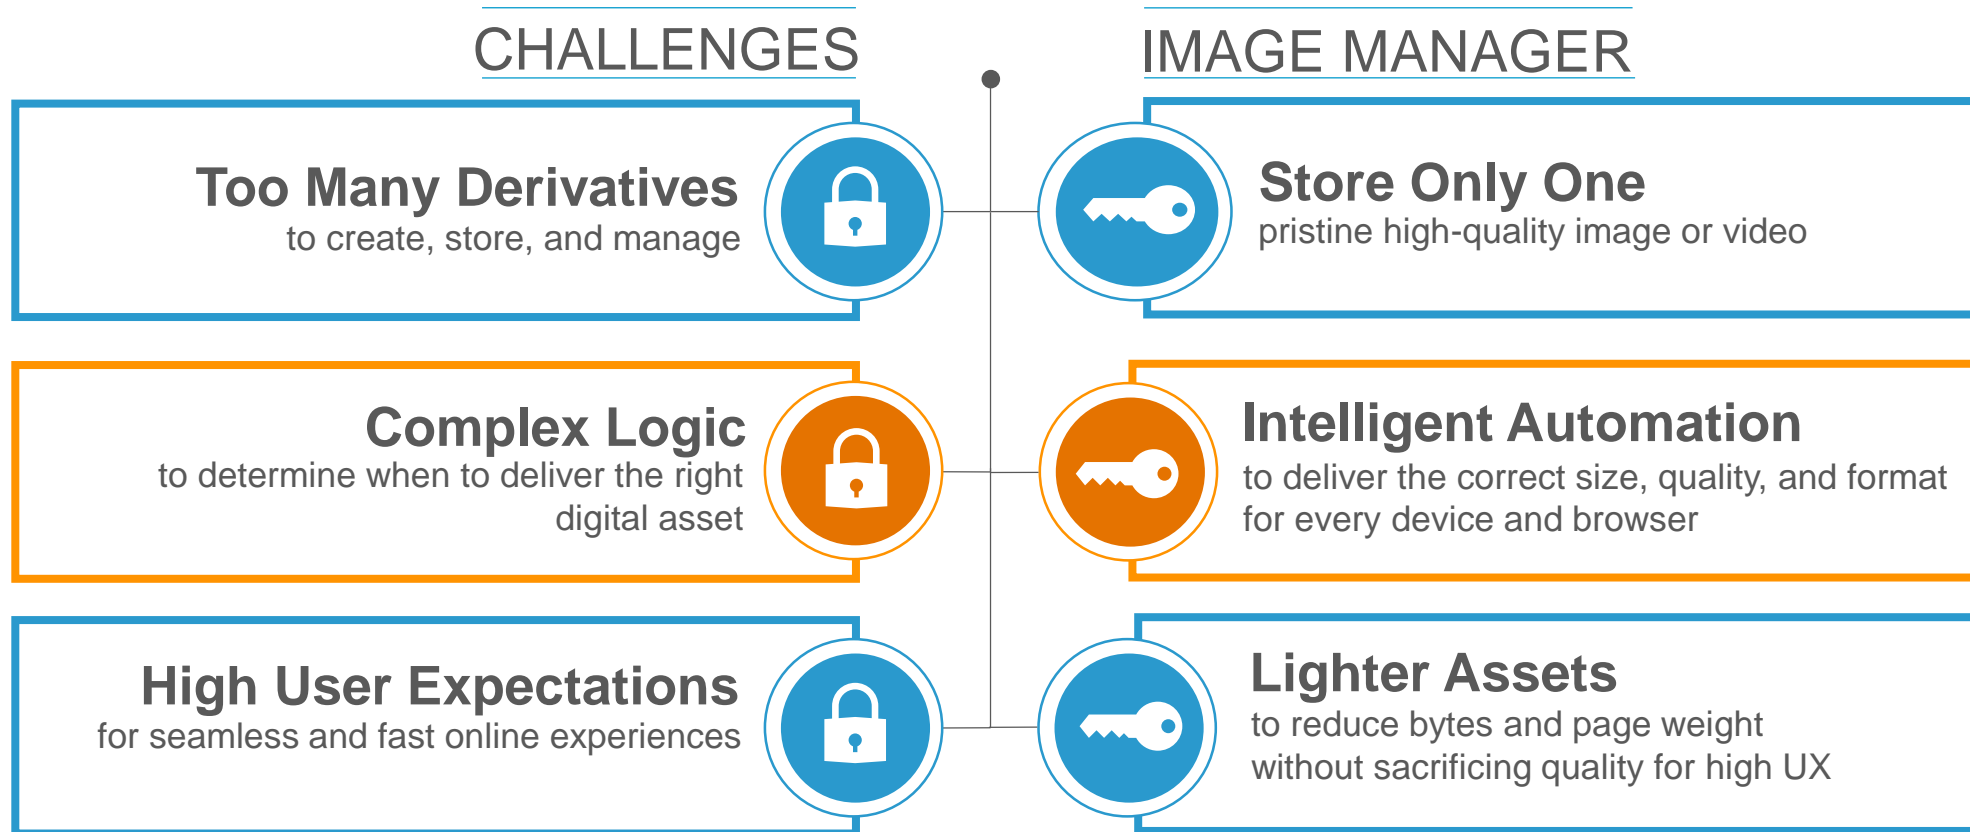 CHALLENGES
IMAGE MANAGER
Too Many Derivatives
to create, store, and manage
Store Only One
pristine high-quality image or video
Complex Logic
to determine when to deliver the right
digital asset
Intelligent Automation
to deliver the correct size, quality, and format
for every device and browser
High User Expectations
for seamless and fast online experiences
Lighter Assets
to reduce bytes and page weight
without sacrificing quality for high UX